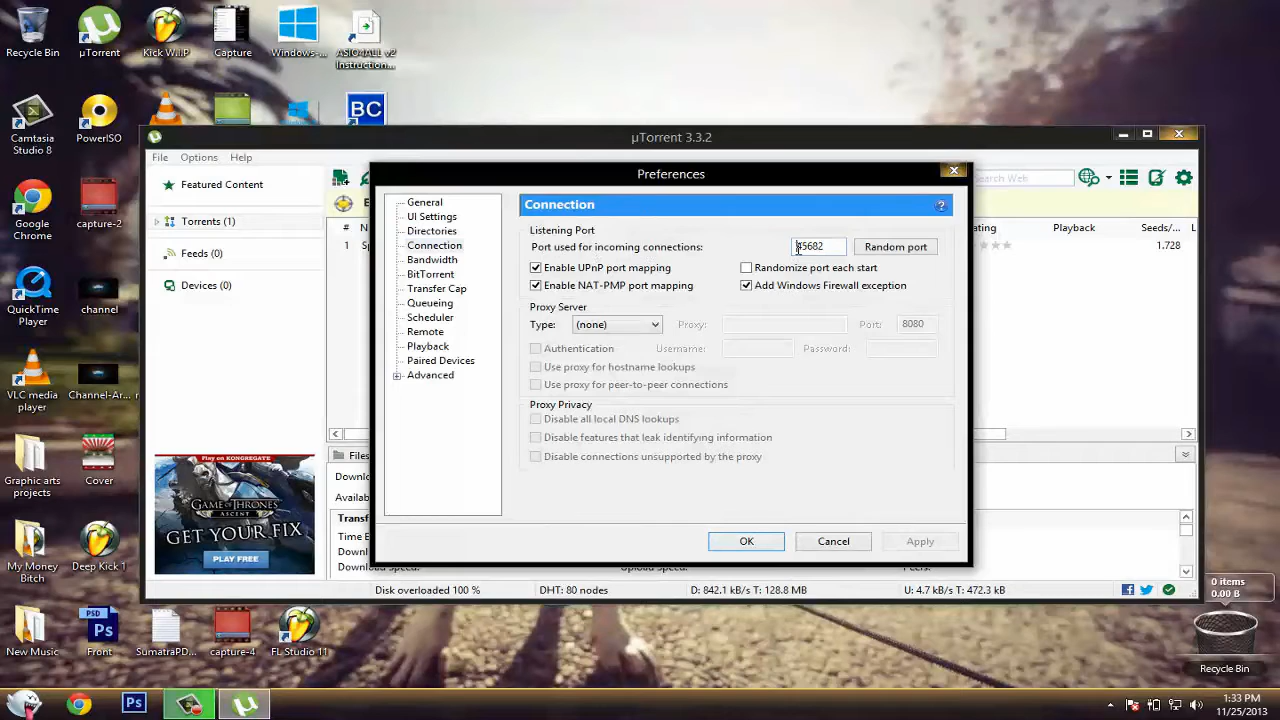 Recycle Bin
µTorrent
Kick
Capture
Windows-...
ASIO4ALL v2
Instruction...
BC
Camtasia
Studio 8
PowerISO
Google
Chrome
capture-2
QuickTime
Player
channel
VLC media
player
Channel-Ar...
Graphic arts
projects
Cover
My Money
Bitch
Deep Kick 1
New Music
PSD
Ps
Front
SumatraPD...
capture-4
FL Studio 11
µTorrent 3.3.2
File Options Help
Featured Content
Torrents (1)
Feeds (0)
Devices (0)
Search Web
#
Playback
Seeds/...
1
1.728
Play on KONGREGATE
GAME OF THRONES
ASCENT
GET YOUR FIX
PLAY FREE
Files
Preferences
General
UI Settings
Directories
Connection
Bandwidth
BitTorrent
Transfer Cap
Queueing
Scheduler
Remote
Playback
Paired Devices
Advanced
Connection
Listening Port
Port used for incoming connections:
45682
Random port
Enable UPnP port mapping
Randomize port each start
Enable NAT-PMP port mapping
Add Windows Firewall exception
Proxy Server
Type: (none) Proxy: Port: 8080
Authentication Username: Password:
Use proxy for hostname lookups
Use proxy for peer-to-peer connections
Proxy Privacy
Disable all local DNS lookups
Disable features that leak identifying information
Disable connections unsupported by the proxy
OK
Cancel
Apply
Disk overloaded 100 %
DHT: 80 nodes
D: 842.1 kB/s T: 128.8 MB
U: 4.7 kB/s T: 472.3 kB
0 items
0.00 B
Recycle Bin
Ps
1:33 PM
11/25/2013